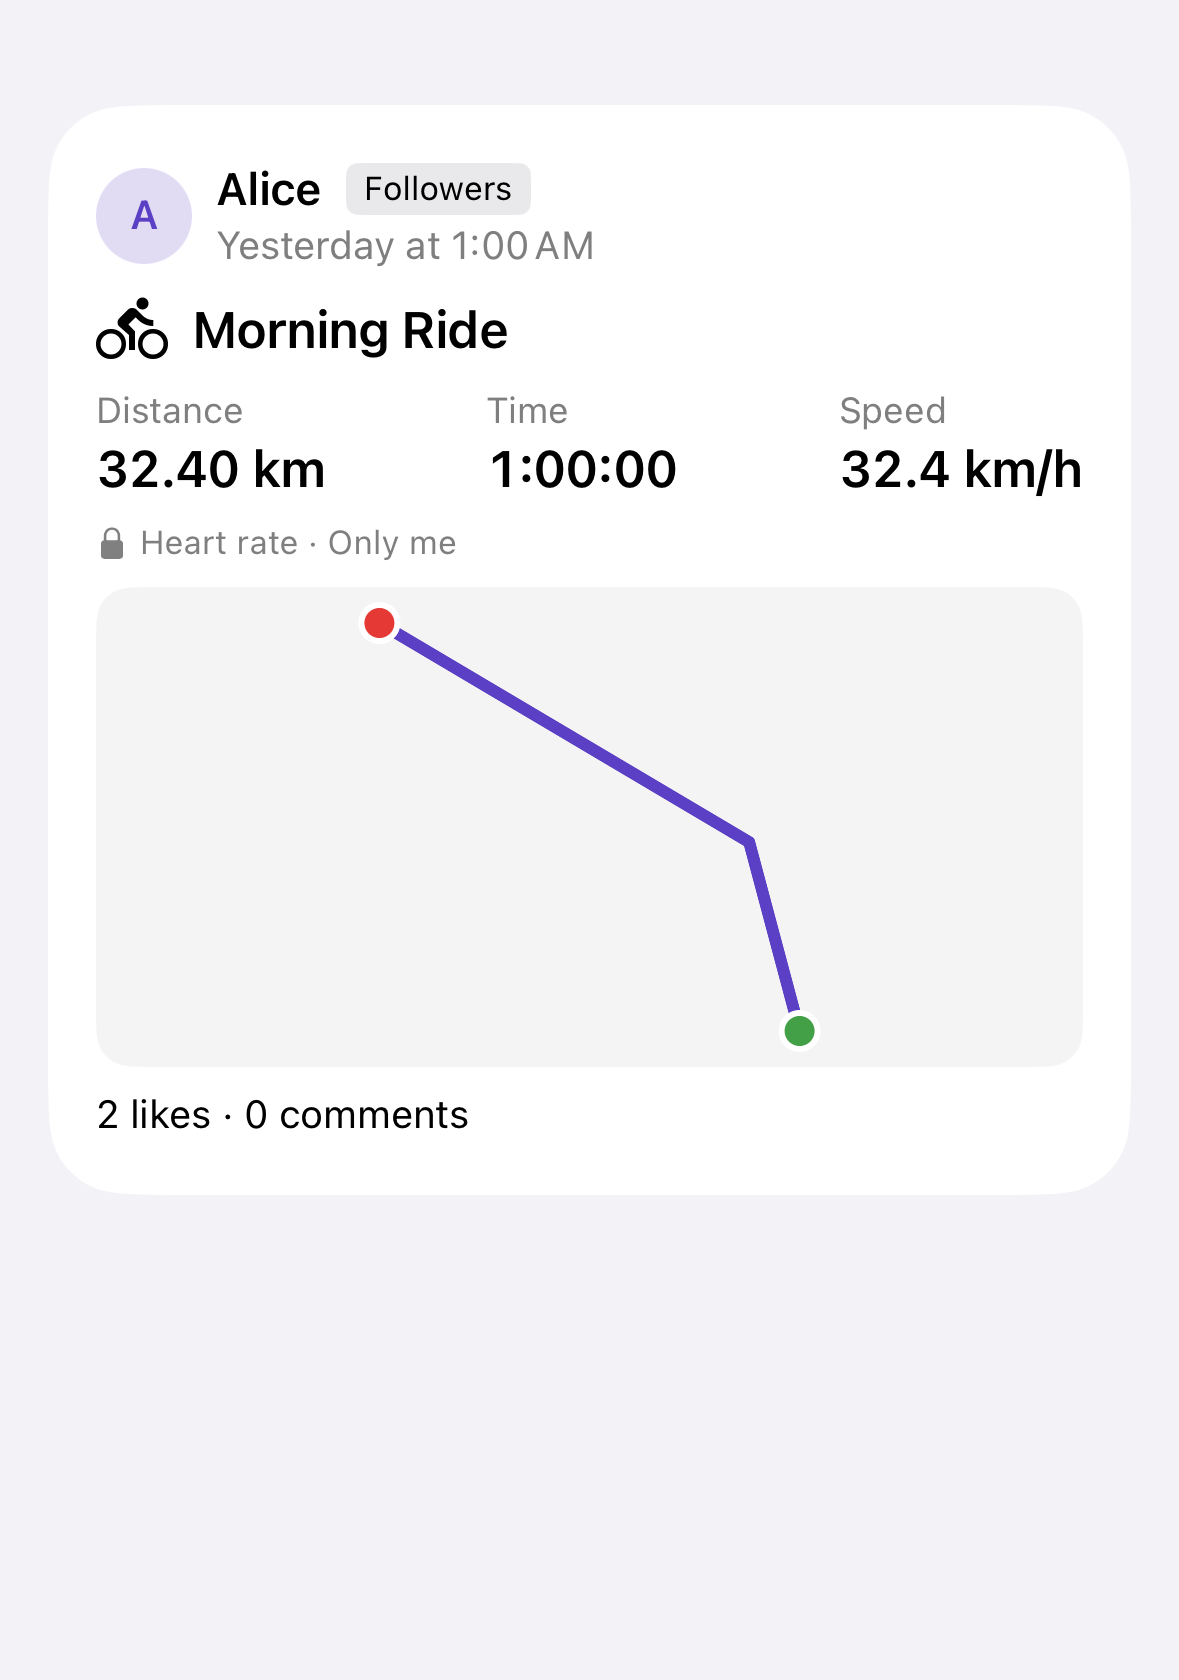 A
Alice Followers
Yesterday at 1:00 AM
Morning Ride
Distance Time Speed
32.40 km 1:00:00 32.4 km/h
Heart rate · Only me
2 likes · 0 comments